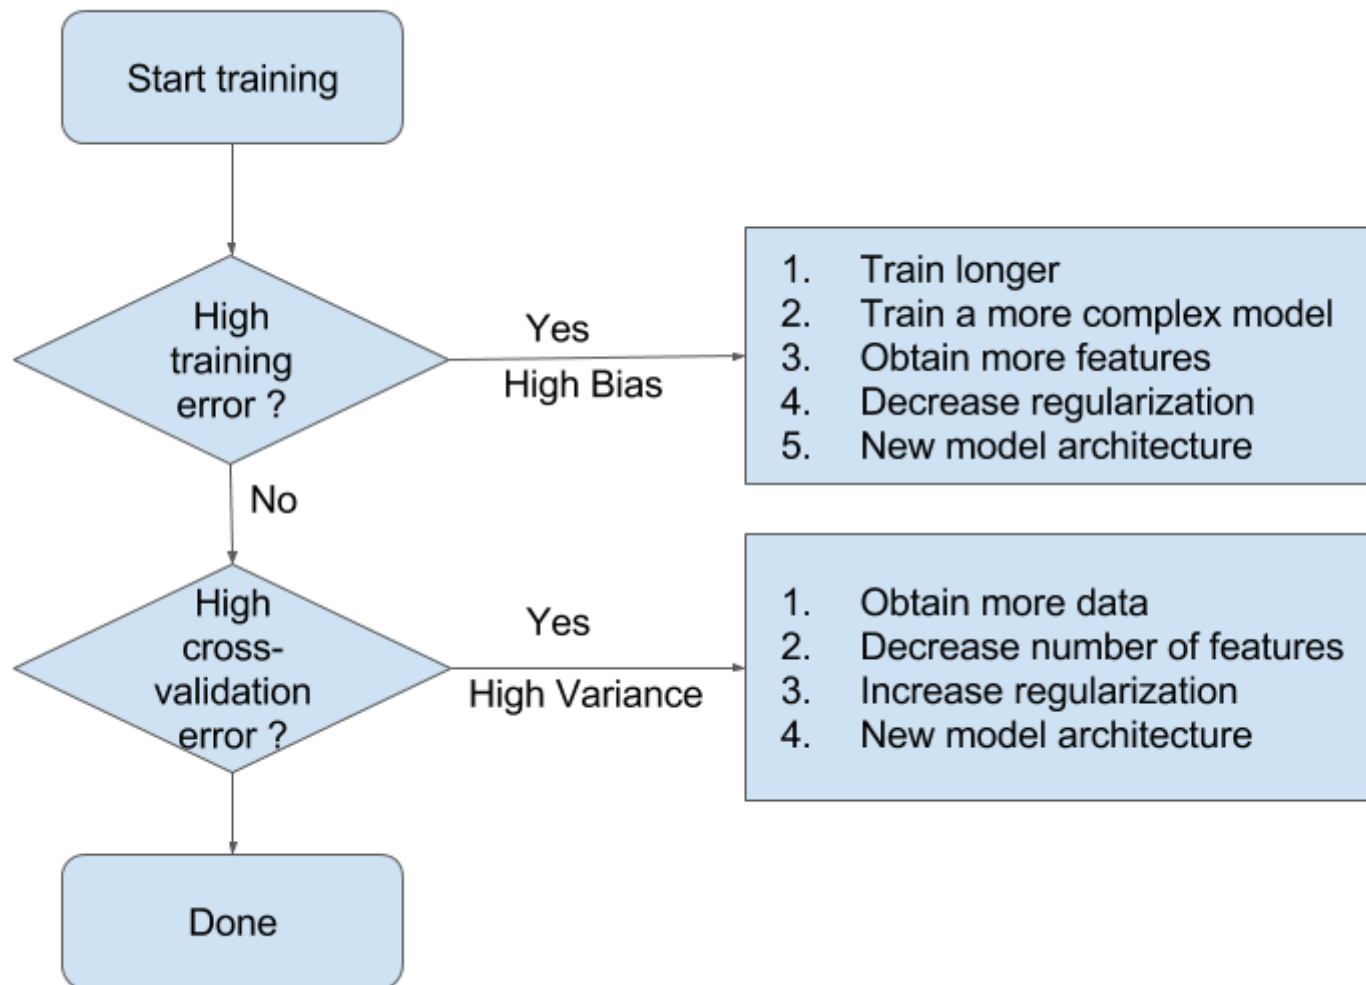 Start training
High
training
error ?
Yes
High Bias
1. Train longer
2. Train a more complex model
3. Obtain more features
4. Decrease regularization
5. New model architecture
No
High
cross-
validation
error ?
Yes
High Variance
1. Obtain more data
2. Decrease number of features
3. Increase regularization
4. New model architecture
Done